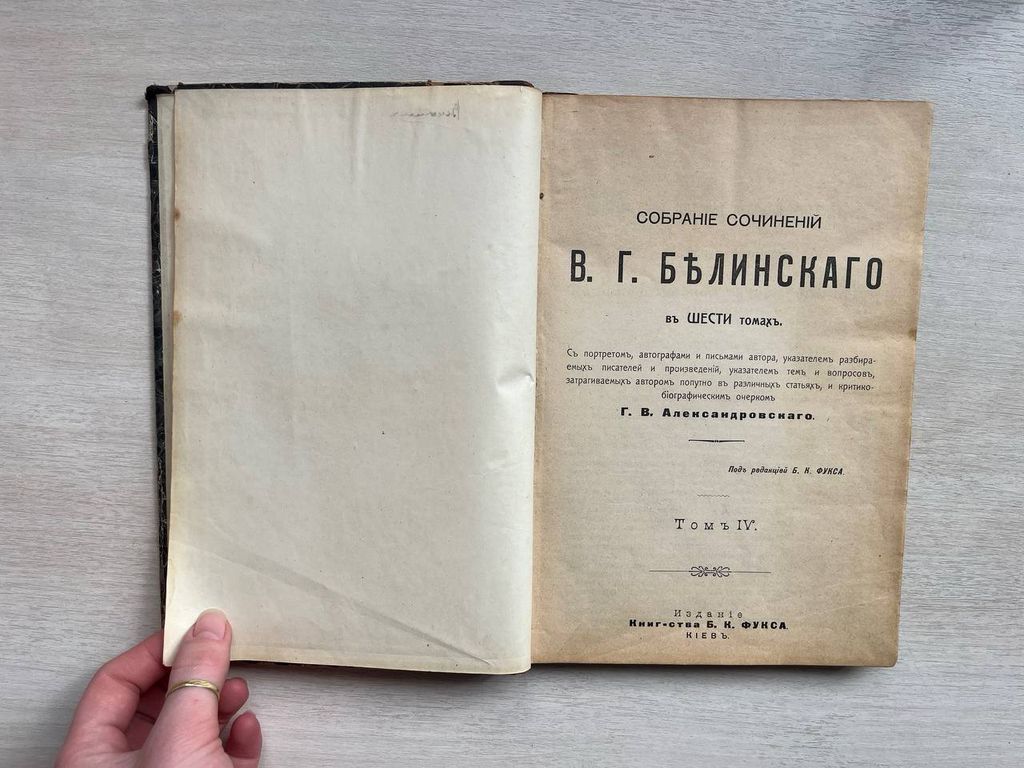 СОБРАНІЕ СОЧИНЕНІЙ
В. Г. БѢЛИНСКАГО
въ ШЕСТИ томахъ.
Съ портретомъ, автографами и письмами автора, указателемъ разбира-
емыхъ писателей и произведеній, указателемъ темъ и вопросовъ,
затрагиваемыхъ авторомъ попутно въ различныхъ статьяхъ, и критико-
біографическимъ очеркомъ
Г. В. Александровскаго.
Подъ редакціей Б. К. ФУКСА.
Томъ IV.
Изданіе
Книг-ства Б. К. ФУКСА.
КІЕВЪ.